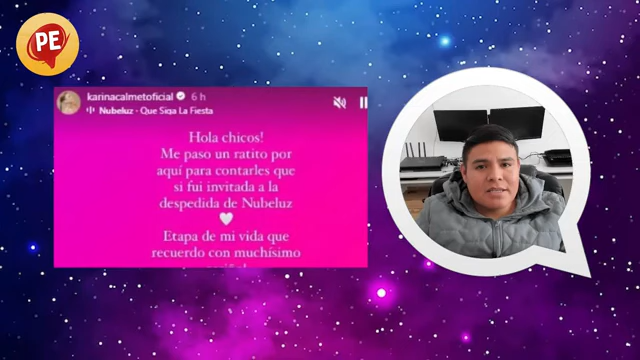 PE
karinacalmetoficial 6 h
Nubeluz - Que Siga La Fiesta
Hola chicos!
Me paso un ratito por
aquí para contarles que
si fui invitada a la
despedida de Nubeluz
Etapa de mi vida que
recuerdo con muchísimo